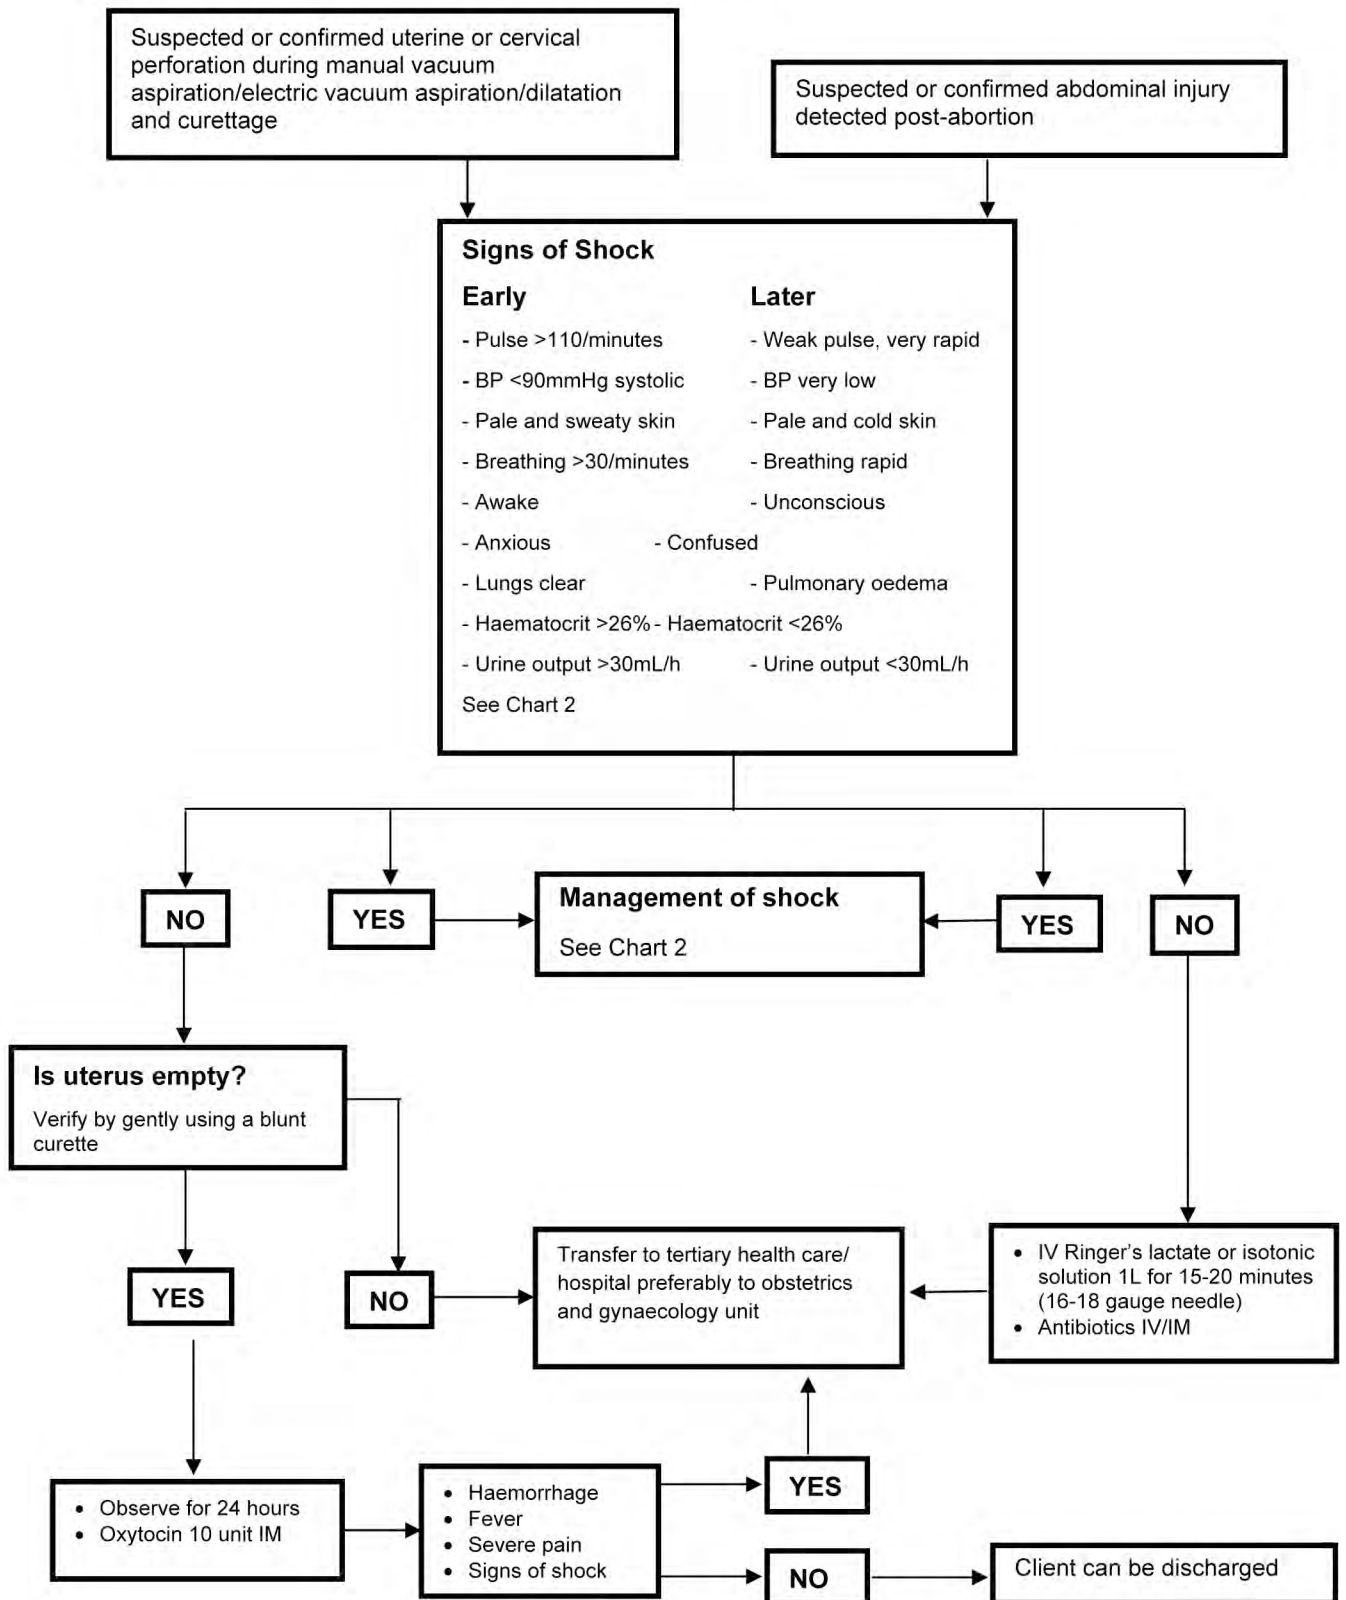 Suspected or confirmed uterine or cervical
perforation during manual vacuum
aspiration/electric vacuum aspiration/dilatation
and curettage
Suspected or confirmed abdominal injury
detected post-abortion
Signs of Shock
Early Later
- Pulse >110/minutes - Weak pulse, very rapid
- BP <90mmHg systolic - BP very low
- Pale and sweaty skin - Pale and cold skin
- Breathing >30/minutes - Breathing rapid
- Awake - Unconscious
- Anxious - Confused
- Lungs clear - Pulmonary oedema
- Haematocrit >26% - Haematocrit <26%
- Urine output >30mL/h - Urine output <30mL/h
See Chart 2
NO
YES
Management of shock
See Chart 2
YES
NO
Is uterus empty?
Verify by gently using a blunt
curette
YES
NO
Transfer to tertiary health care/
hospital preferably to obstetrics
and gynaecology unit
• IV Ringer's lactate or isotonic
solution 1L for 15-20 minutes
(16-18 gauge needle)
• Antibiotics IV/IM
• Observe for 24 hours
• Oxytocin 10 unit IM
• Haemorrhage
• Fever
• Severe pain
• Signs of shock
YES
NO
Client can be discharged